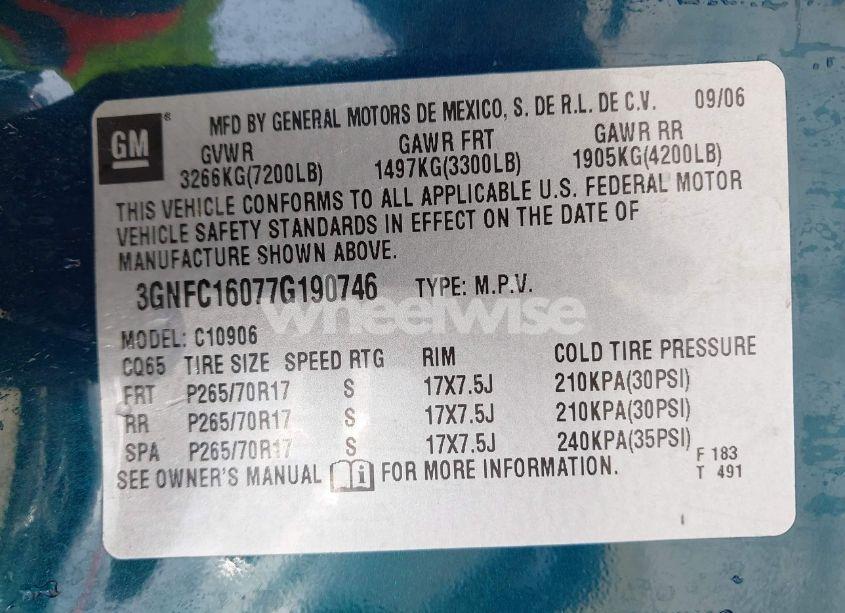 GM®
MFD BY GENERAL MOTORS DE MEXICO, S. DE R.L. DE C.V. 09/06
GVWR GAWR FRT GAWR RR
3266KG(7200LB) 1497KG(3300LB) 1905KG(4200LB)
THIS VEHICLE CONFORMS TO ALL APPLICABLE U.S. FEDERAL MOTOR
VEHICLE SAFETY STANDARDS IN EFFECT ON THE DATE OF
MANUFACTURE SHOWN ABOVE.
3GNFC16077G190746 TYPE: M.P.V.
wheelwise
MODEL: C10906
CQ65 TIRE SIZE SPEED RTG RIM COLD TIRE PRESSURE
FRT P265/70R17 S 17X7.5J 210KPA(30PSI)
RR P265/70R17 S 17X7.5J 210KPA(30PSI)
SPA P265/70R17 S 17X7.5J 240KPA(35PSI)
F 183
SEE OWNER'S MANUAL i FOR MORE INFORMATION. T 491